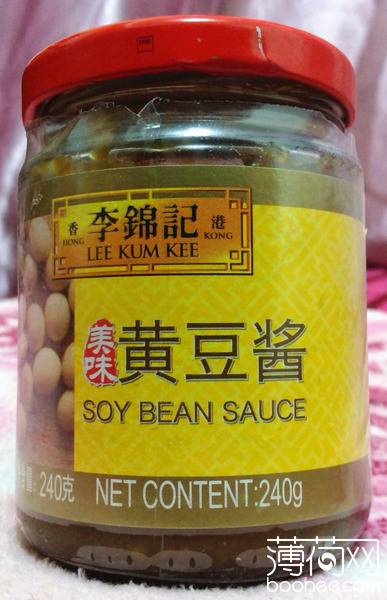 香 李錦記 港
HONG LEE KUM KEE KONG
美味 黄豆酱
SOY BEAN SAUCE
240克 NET CONTENT:240g
薄荷网
boohee.com